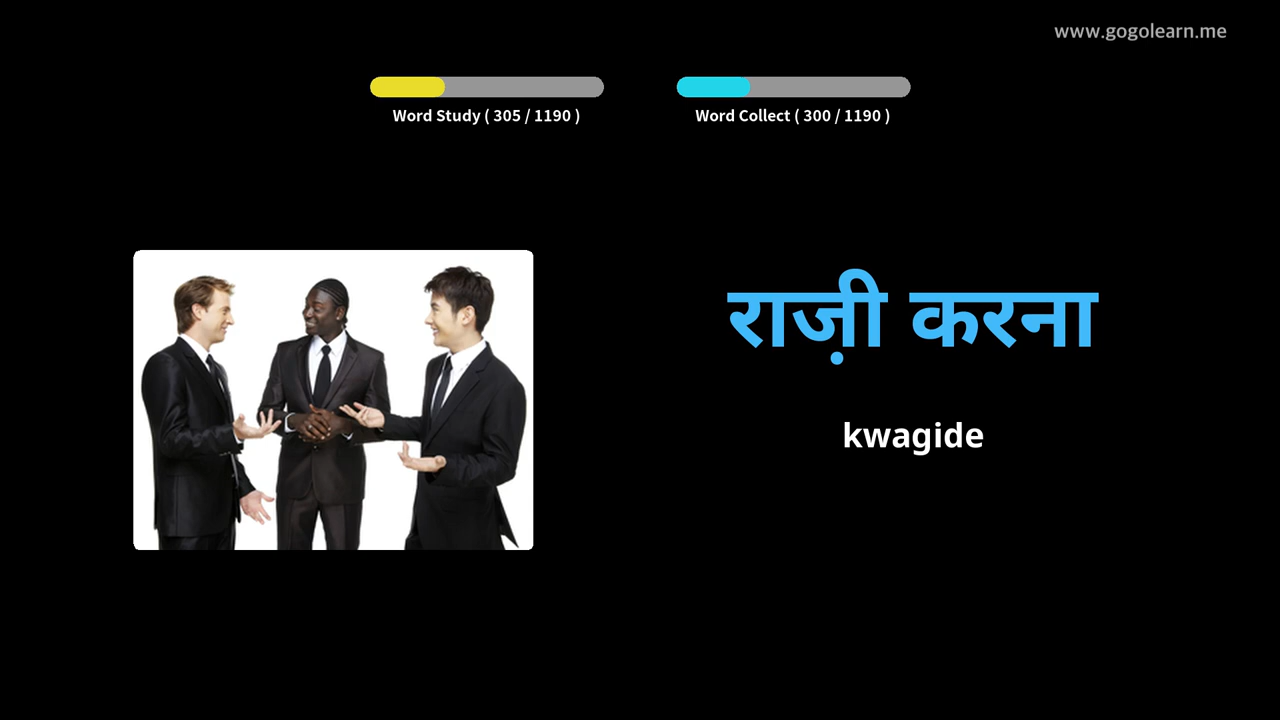 www.gogolearn.me
Word Study ( 305 / 1190 )
Word Collect ( 300 / 1190 )
राज़ी करना
kwagide